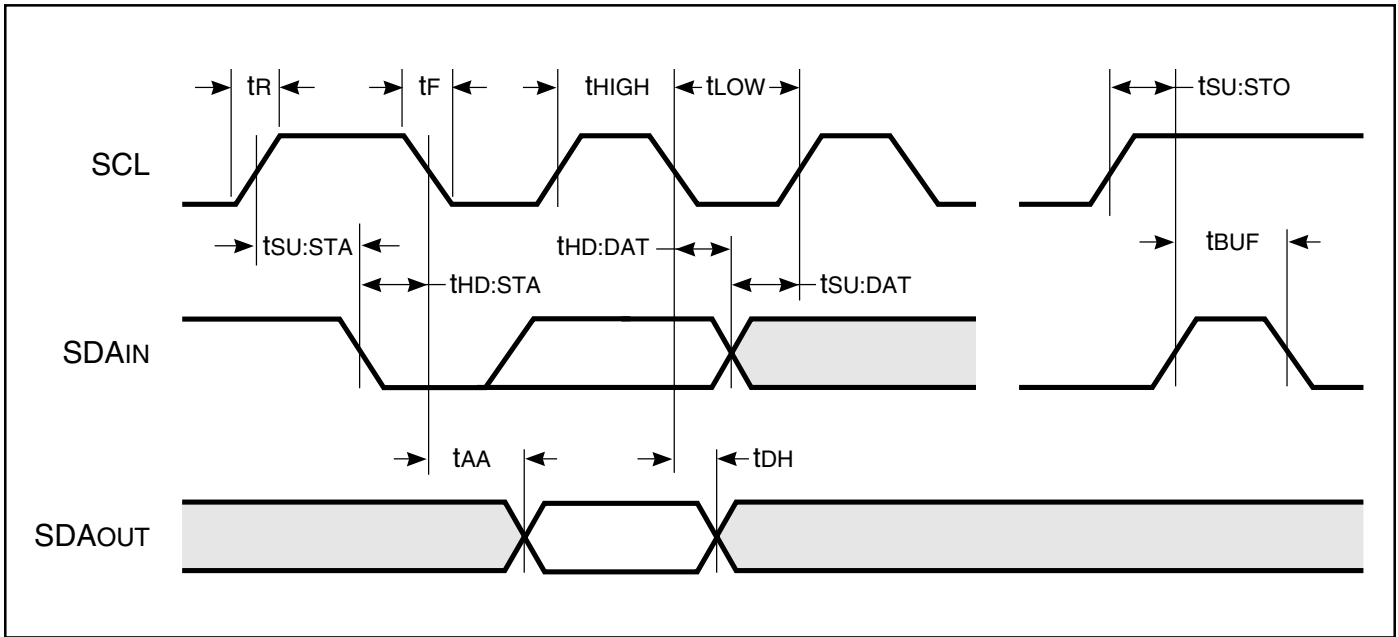 tR
tF
tHIGH
tLOW
tSU:STO
SCL
tSU:STA
tHD:DAT
tBUF
tHD:STA
tSU:DAT
SDAIN
tAA
tDH
SDAOUT